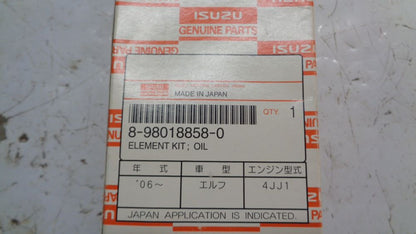 ISUZU
GENUINE PARTS
MADE IN JAPAN
QTY. 1
8-98018858-0
ELEMENT KIT; OIL
年式 車型 エンジン型式
'06~ エルフ 4JJ1
JAPAN APPLICATION IS INDICATED.